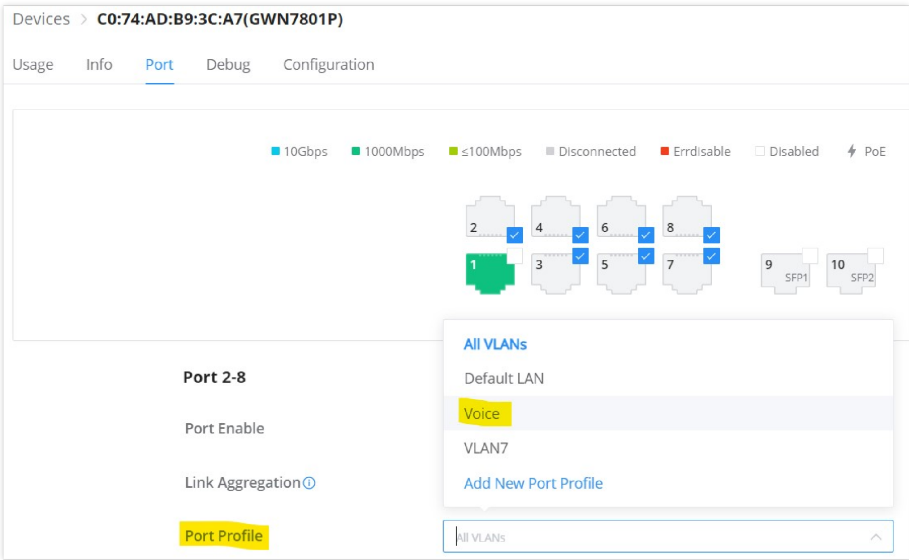 Devices > C0:74:AD:B9:3C:A7(GWN7801P)
Usage Info Port Debug Configuration
10Gbps 1000Mbps ≤100Mbps Disconnected Errdisable Disabled PoE
2 4 6 8
1 3 5 7 9 SFP1 10 SFP2
All VLANs
Port 2-8
Default LAN
Voice
Port Enable
VLAN7
Link Aggregation
Add New Port Profile
Port Profile All VLANs